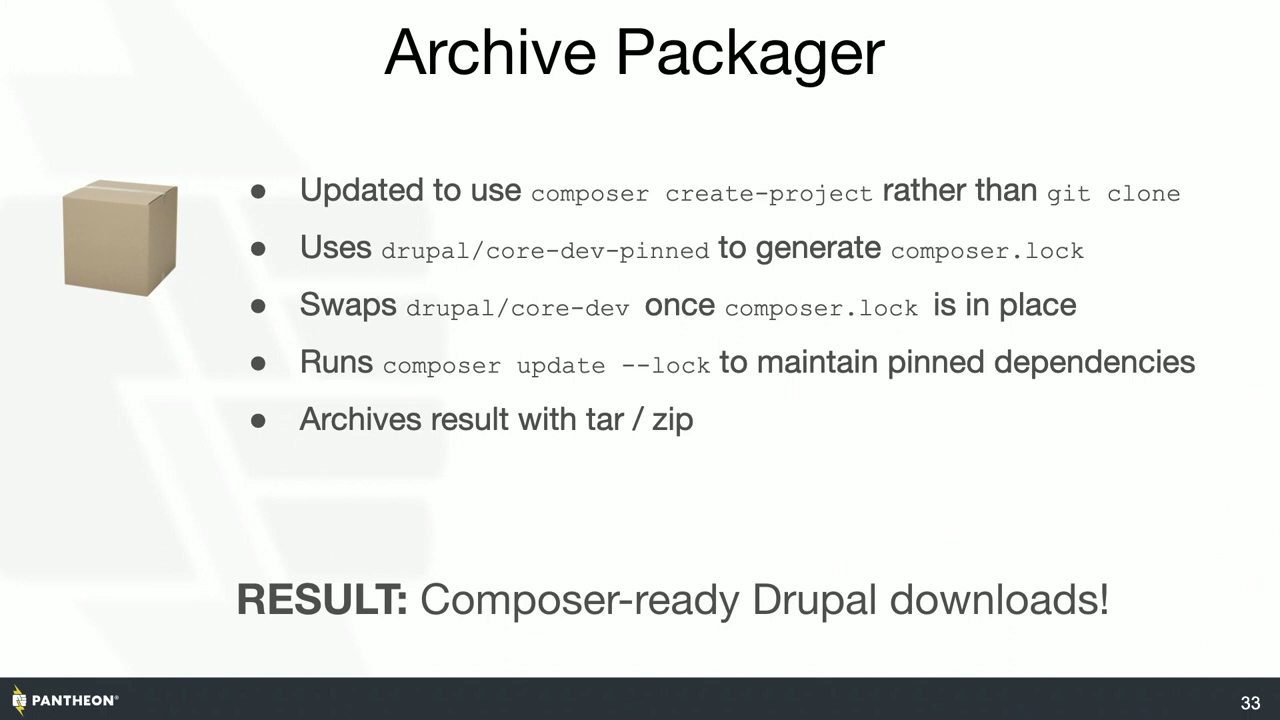 Archive Packager
● Updated to use composer create-project rather than git clone
● Uses drupal/core-dev-pinned to generate composer.lock
● Swaps drupal/core-dev once composer.lock is in place
● Runs composer update --lock to maintain pinned dependencies
● Archives result with tar / zip
RESULT: Composer-ready Drupal downloads!
PANTHEON®
33